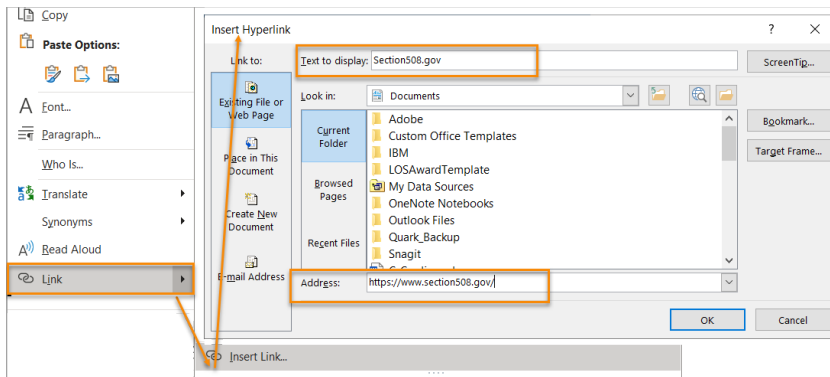 Copy
Paste Options:
Font...
Paragraph...
Who Is...
Translate
Synonyms
Read Aloud
Link
Insert Hyperlink
? X
Link to:
Text to display: Section508.gov
ScreenTip...
Existing File or
Web Page
Look in: Documents
Place in This
Document
Create New
Document
E-mail Address
Current
Folder
Browsed
Pages
Recent Files
Adobe
Custom Office Templates
IBM
LOSAwardTemplate
My Data Sources
OneNote Notebooks
Outlook Files
Quark_Backup
Snagit
Bookmark...
Target Frame...
Address: https://www.section508.gov/
OK Cancel
Insert Link...